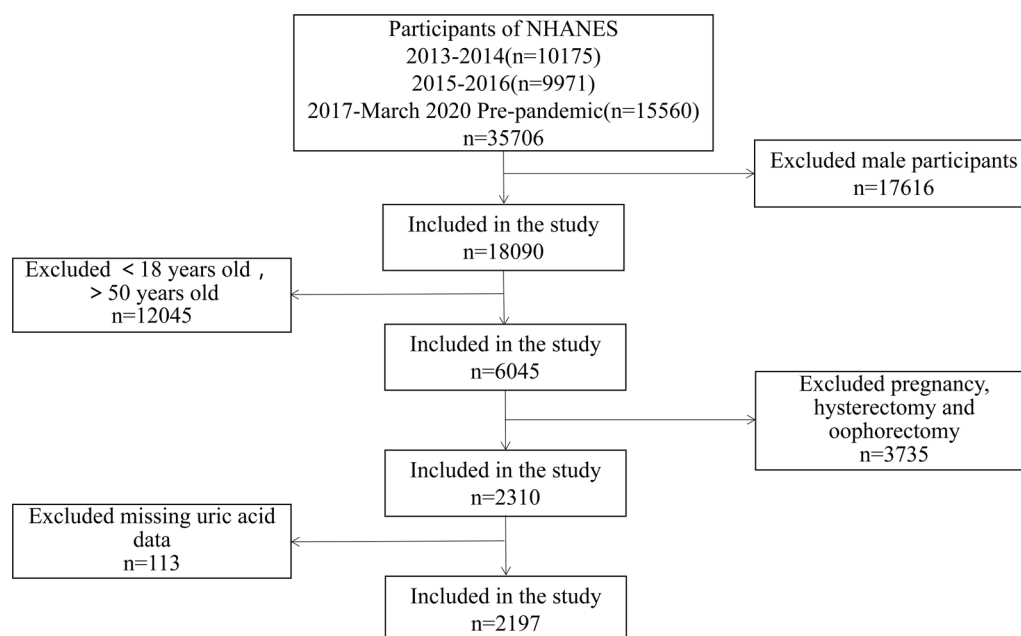 Participants of NHANES
2013-2014(n=10175)
2015-2016(n=9971)
2017-March 2020 Pre-pandemic(n=15560)
n=35706
Excluded male participants
n=17616
Included in the study
n=18090
Excluded < 18 years old ,
> 50 years old
n=12045
Included in the study
n=6045
Excluded pregnancy,
hysterectomy and
oophorectomy
n=3735
Included in the study
n=2310
Excluded missing uric acid
data
n=113
Included in the study
n=2197